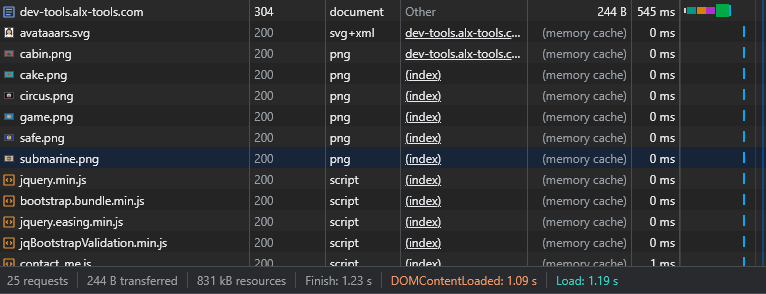 dev-tools.alx-tools.com 304 document Other 244 B 545 ms
avataaars.svg 200 svg+xml dev-tools.alx-tools.c... (memory cache) 0 ms
cabin.png 200 png dev-tools.alx-tools.c... (memory cache) 0 ms
cake.png 200 png (index) (memory cache) 0 ms
circus.png 200 png (index) (memory cache) 0 ms
game.png 200 png (index) (memory cache) 0 ms
safe.png 200 png (index) (memory cache) 0 ms
submarine.png 200 png (index) (memory cache) 0 ms
jquery.min.js 200 script (index) (memory cache) 0 ms
bootstrap.bundle.min.js 200 script (index) (memory cache) 0 ms
jquery.easing.min.js 200 script (index) (memory cache) 0 ms
jqBootstrapValidation.min.js 200 script (index) (memory cache) 0 ms
contact_me.js 200 script (index) (memory cache) 1 ms
25 requests 244 B transferred 831 kB resources Finish: 1.23 s DOMContentLoaded: 1.09 s Load: 1.19 s